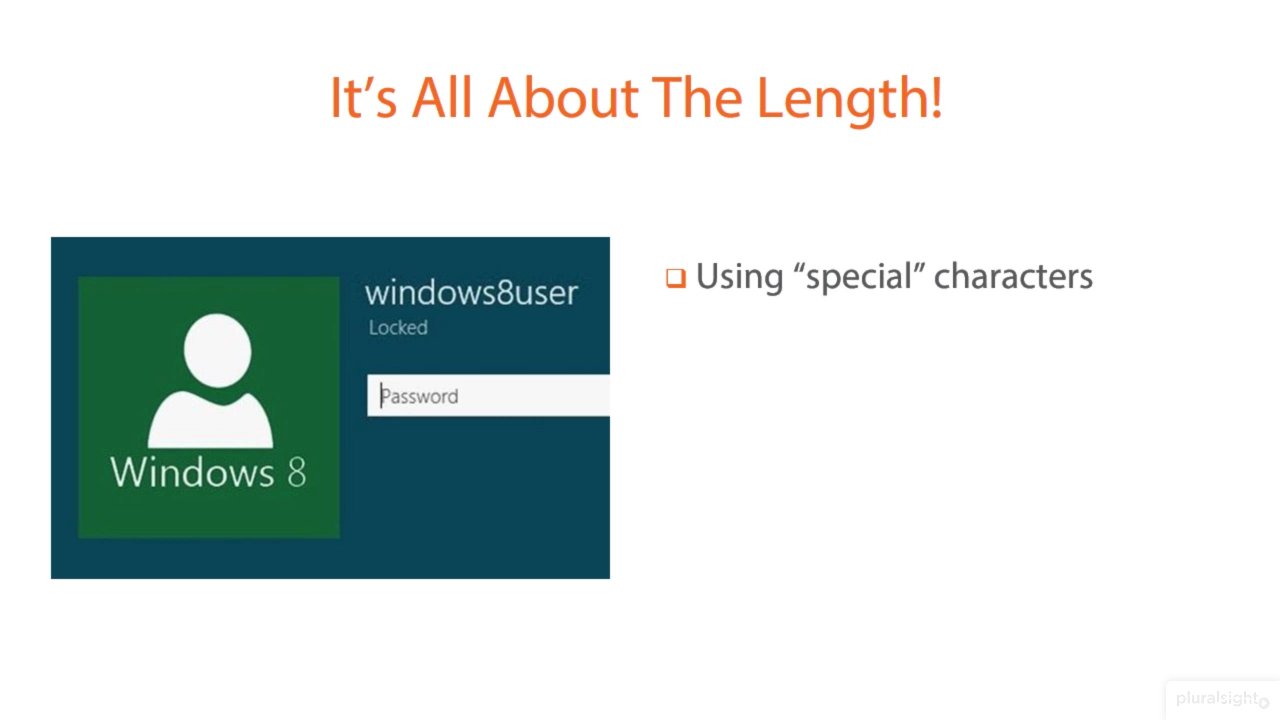 It’s All About The Length!
windows8user
Locked
Password
Windows 8
Using “special” characters
pluralsight